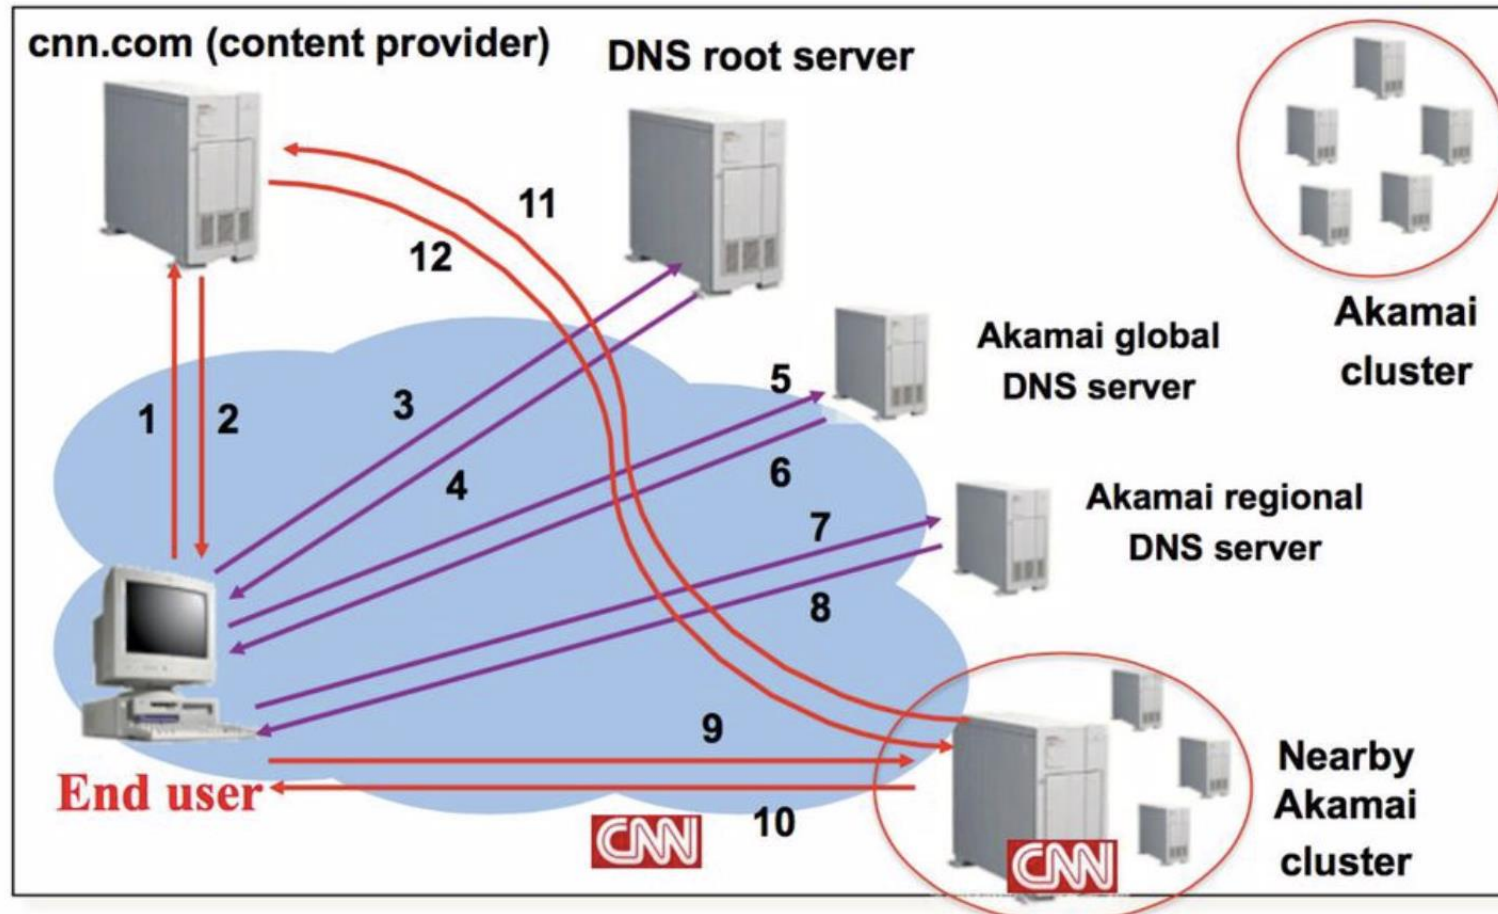 cnn.com (content provider)
DNS root server
11
12
Akamai
cluster
Akamai global
DNS server
5
1
2
3
4
6
Akamai regional
DNS server
7
8
9
End user
10
CNN
CNN
Nearby
Akamai
cluster